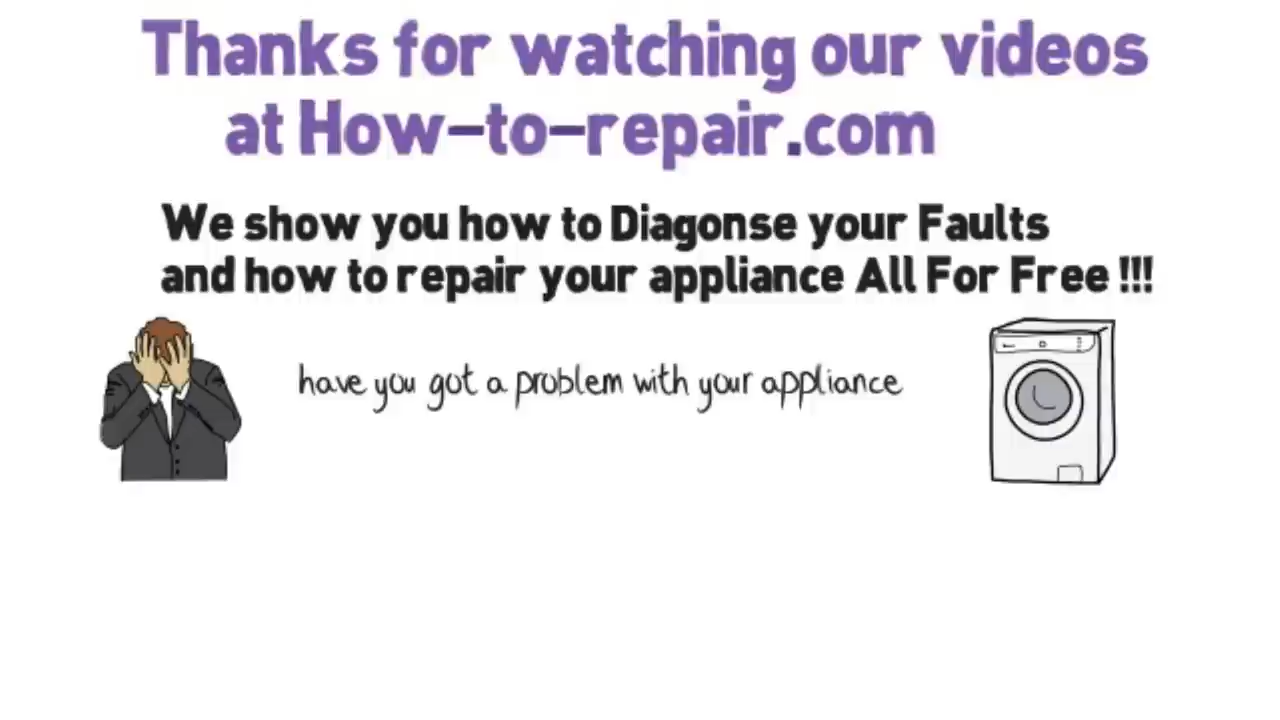 Thanks for watching our videos
at How-to-repair.com
We show you how to Diagonse your Faults
and how to repair your appliance All For Free !!!
have you got a problem with your appliance